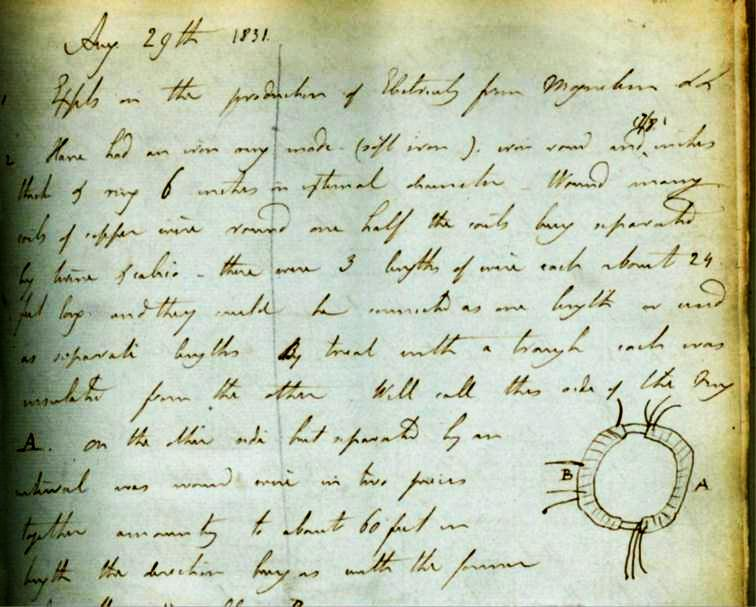 Aug 29th 1831.
1 Expts on the production of Electricity from Magnetism &c &c
2 Have had an iron ring made (soft iron), iron round and 7/8 inches
thick & ring 6 inches in external diameter. Wound many
coils of copper wire round one half the coils being separated
by twine & calico - there were 3 lengths of wire each about 24
feet long and they could be connected as one length or used
as separate lengths. By trial with a trough each was
insulated from the other. Will call this side of the Ring
A. on the other side but separated by an
interval was wound wire in two pieces
together amounting to about 60 feet in
length the direction being as with the former
B A